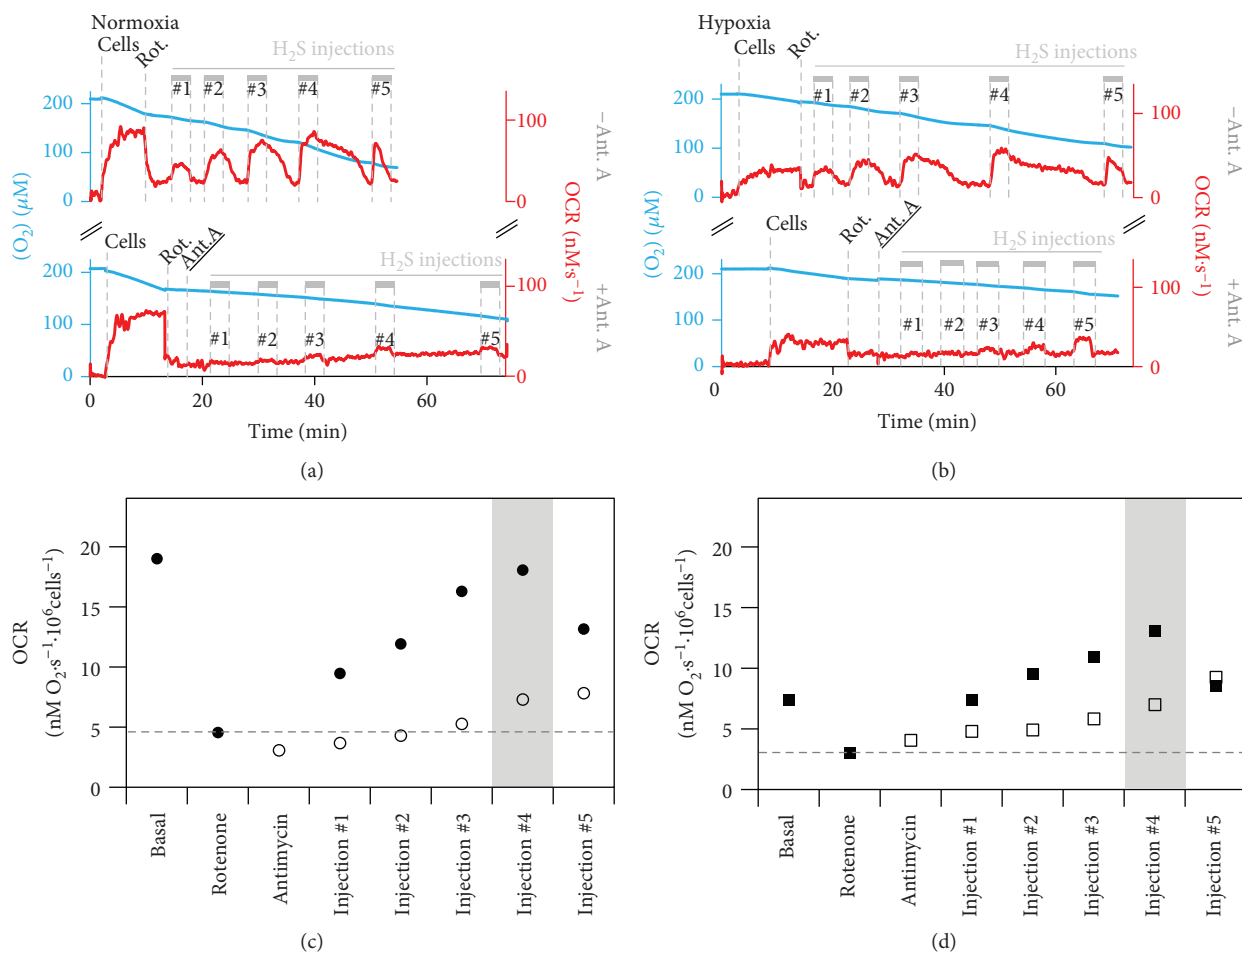 Normoxia
Cells
Rot.
H₂S injections
#1 #2 #3 #4 #5
200
100
0
100
0
−Ant. A
(O₂) (μM)
OCR (nM·s⁻¹)
Cells
Rot.
Ant.A
H₂S injections
200
100
0
100
0
+Ant. A
#1 #2 #3 #4 #5
0 20 40 60
Time (min)
(a)
Hypoxia
Cells
Rot.
H₂S injections
#1 #2 #3 #4 #5
200
100
0
100
0
−Ant. A
(O₂) (μM)
OCR (nM·s⁻¹)
Rot.
Ant. A
Cells
H₂S injections
200
100
0
100
0
+Ant. A
#1 #2 #3 #4 #5
0 20 40 60
Time (min)
(b)
OCR
(nM O₂·s⁻¹·10⁶cells⁻¹)
20
15
10
5
0
Basal
Rotenone
Antimycin
Injection #1
Injection #2
Injection #3
Injection #4
Injection #5
(c)
OCR
(nM O₂·s⁻¹·10⁶cells⁻¹)
20
15
10
5
0
Basal
Rotenone
Antimycin
Injection #1
Injection #2
Injection #3
Injection #4
Injection #5
(d)